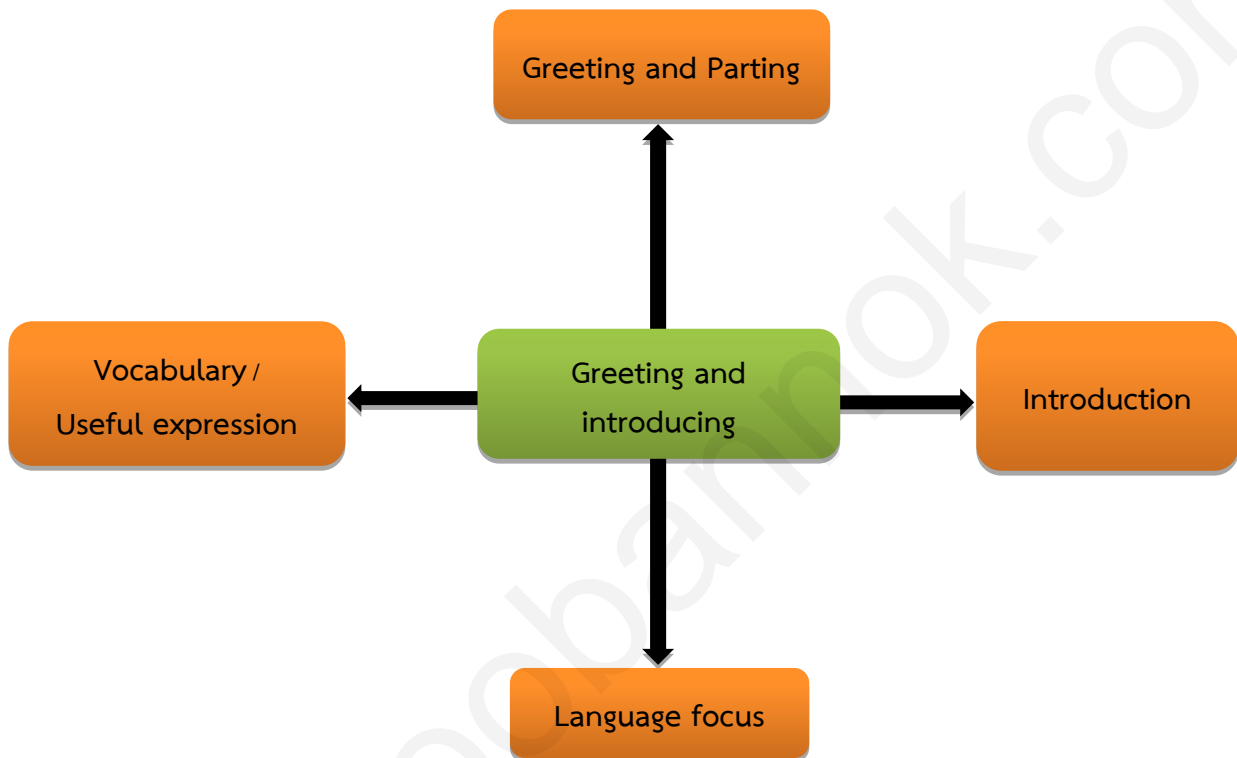 Greeting and Parting
Vocabulary /
Useful expression
Greeting and
introducing
Introduction
Language focus